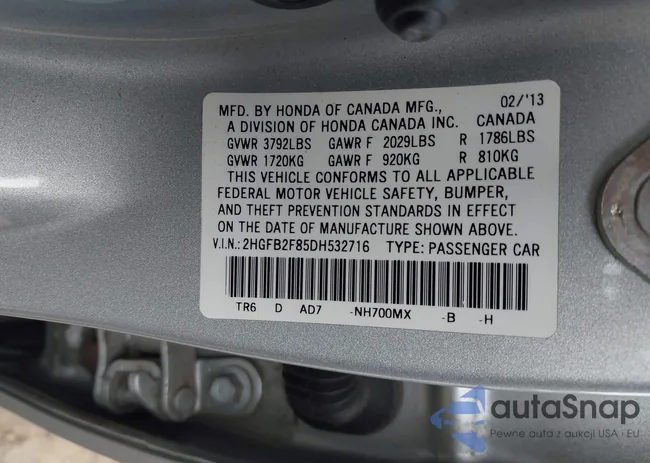 MFD. BY HONDA OF CANADA MFG., 02/'13
A DIVISION OF HONDA CANADA INC. CANADA
GVWR 3792LBS GAWR F 2029LBS R 1786LBS
GVWR 1720KG GAWR F 920KG R 810KG
THIS VEHICLE CONFORMS TO ALL APPLICABLE
FEDERAL MOTOR VEHICLE SAFETY, BUMPER,
AND THEFT PREVENTION STANDARDS IN EFFECT
ON THE DATE OF MANUFACTURE SHOWN ABOVE.
V.I.N.: 2HGFB2F85DH532716 TYPE: PASSENGER CAR
TR6 D AD7 -NH700MX -B -H
autaSnap
Pewne auta z aukcji USA i EU